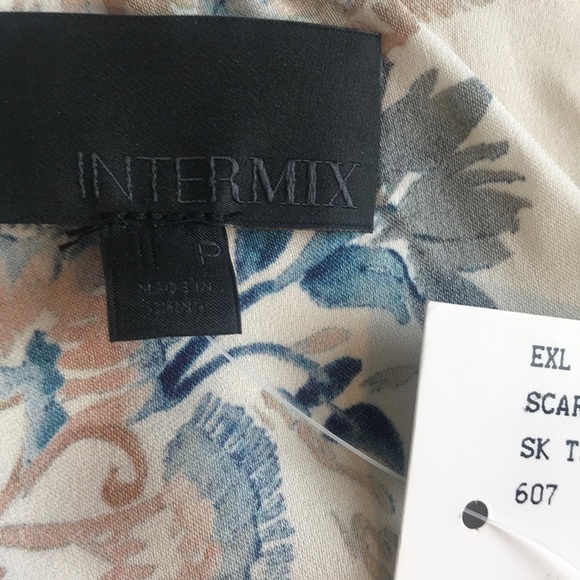 INTERMIX
P
MADE IN
CHINA
EXL
SCAR
SK T
607